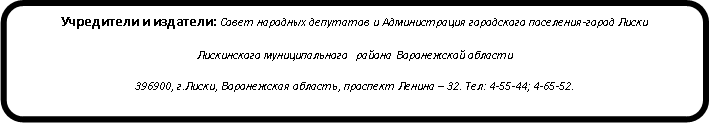 Учредители и издатели: Совет народных депутатов и Администрация городского поселения-город Лиски
Лискинского муниципального района Воронежской области
396900, г.Лиски, Воронежская область, проспект Ленина – 32. Тел: 4-55-44; 4-65-52.